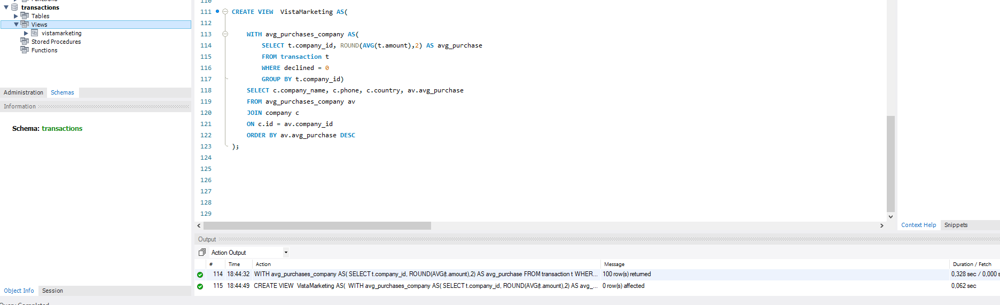 Functions
transactions
Tables
Views
vistamarketing
Stored Procedures
Functions
Administration Schemas
Information
Schema: transactions
Object Info Session
110
111 CREATE VIEW  VistaMarketing AS(
112
113 WITH avg_purchases_company AS(
114 SELECT t.company_id, ROUND(AVG(t.amount),2) AS avg_purchase
115 FROM transaction t
116 WHERE declined = 0
117 GROUP BY t.company_id)
118 SELECT c.company_name, c.phone, c.country, av.avg_purchase
119 FROM avg_purchases_company av
120 JOIN company c
121 ON c.id = av.company_id
122 ORDER BY av.avg_purchase DESC
123 );
124
125
126
127
128
129
Context Help Snippets
Output
Action Output
# Time Action Message Duration / Fetch
114 18:44:32 WITH avg_purchases_company AS( SELECT t.company_id, ROUND(AVG(t.amount),2) AS avg_purchase FROM transaction t WHER... 100 row(s) returned 0,328 sec / 0,000 s
115 18:44:49 CREATE VIEW  VistaMarketing AS(  WITH avg_purchases_company AS( SELECT t.company_id, ROUND(AVG(t.amount),2) AS avg_... 0 row(s) affected 0,062 sec
Query Completed